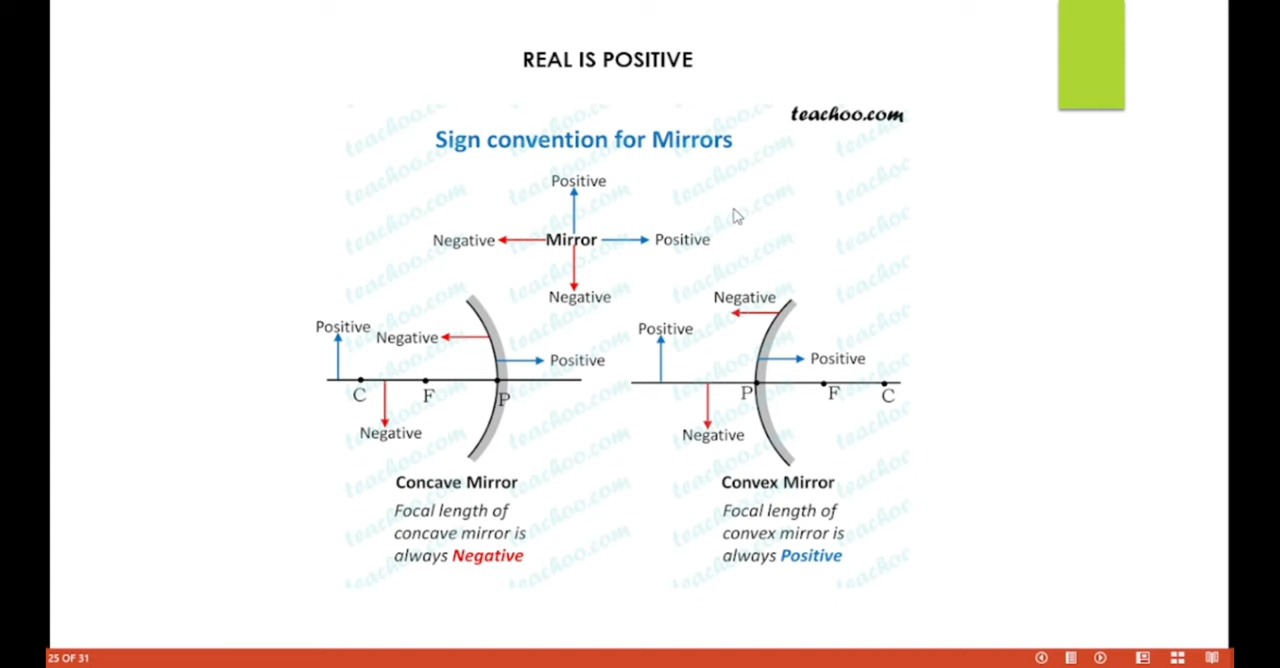 REAL IS POSITIVE
teachoo.com
Sign convention for Mirrors
Positive
Negative Mirror Positive
Negative
Positive
Negative
Positive
C F P
Negative
Negative
Positive
Positive
P F C
Negative
Concave Mirror
Focal length of
concave mirror is
always Negative
Convex Mirror
Focal length of
convex mirror is
always Positive
25 OF 31